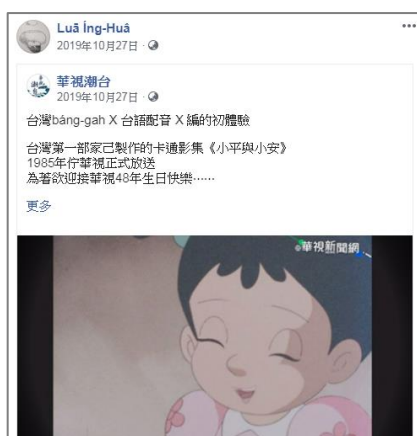 Luā Íng-Huâ
2019年10月27日
華視潮台
2019年10月27日
台灣báng-gah X 台語配音 X 編的初體驗
台灣第一部家己製作的卡通影集《小平與小安》
1985年佇華視正式放送
為著欲迎接華視48年生日快樂……
更多
華視新聞網